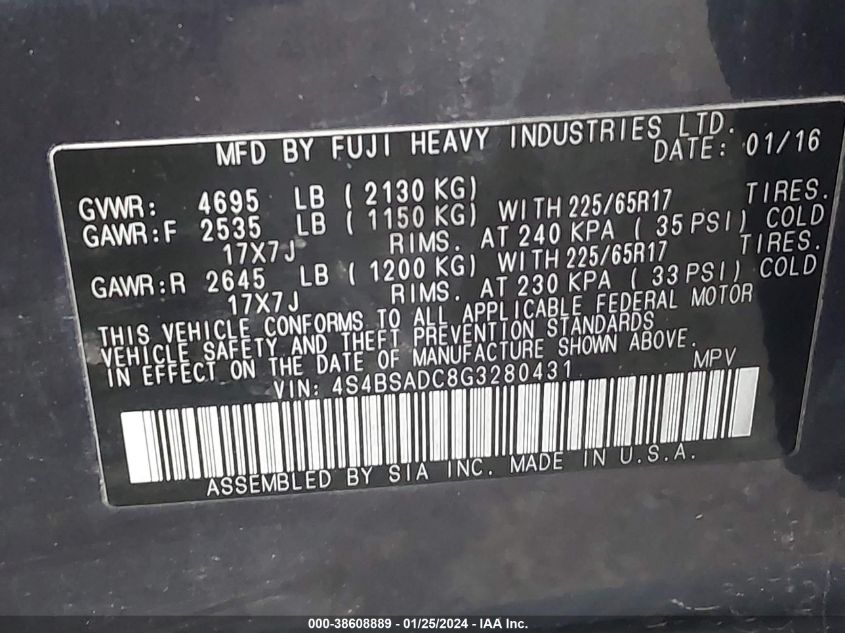 MFD BY FUJI HEAVY INDUSTRIES LTD.
DATE: 01/16
GVWR: 4695 LB ( 2130 KG)
GAWR:F 2535 LB ( 1150 KG) WITH 225/65R17 TIRES.
17X7J RIMS. AT 240 KPA ( 35 PSI) COLD
GAWR:R 2645 LB ( 1200 KG) WITH 225/65R17 TIRES.
17X7J RIMS. AT 230 KPA ( 33 PSI) COLD
THIS VEHICLE CONFORMS TO ALL APPLICABLE FEDERAL MOTOR
VEHICLE SAFETY AND THEFT PREVENTION STANDARDS
IN EFFECT ON THE DATE OF MANUFACTURE SHOWN ABOVE.
VIN: 4S4BSADC8G3280431 MPV
ASSEMBLED BY SIA INC. MADE IN U.S.A.
000-38608889 - 01/25/2024 - IAA Inc.